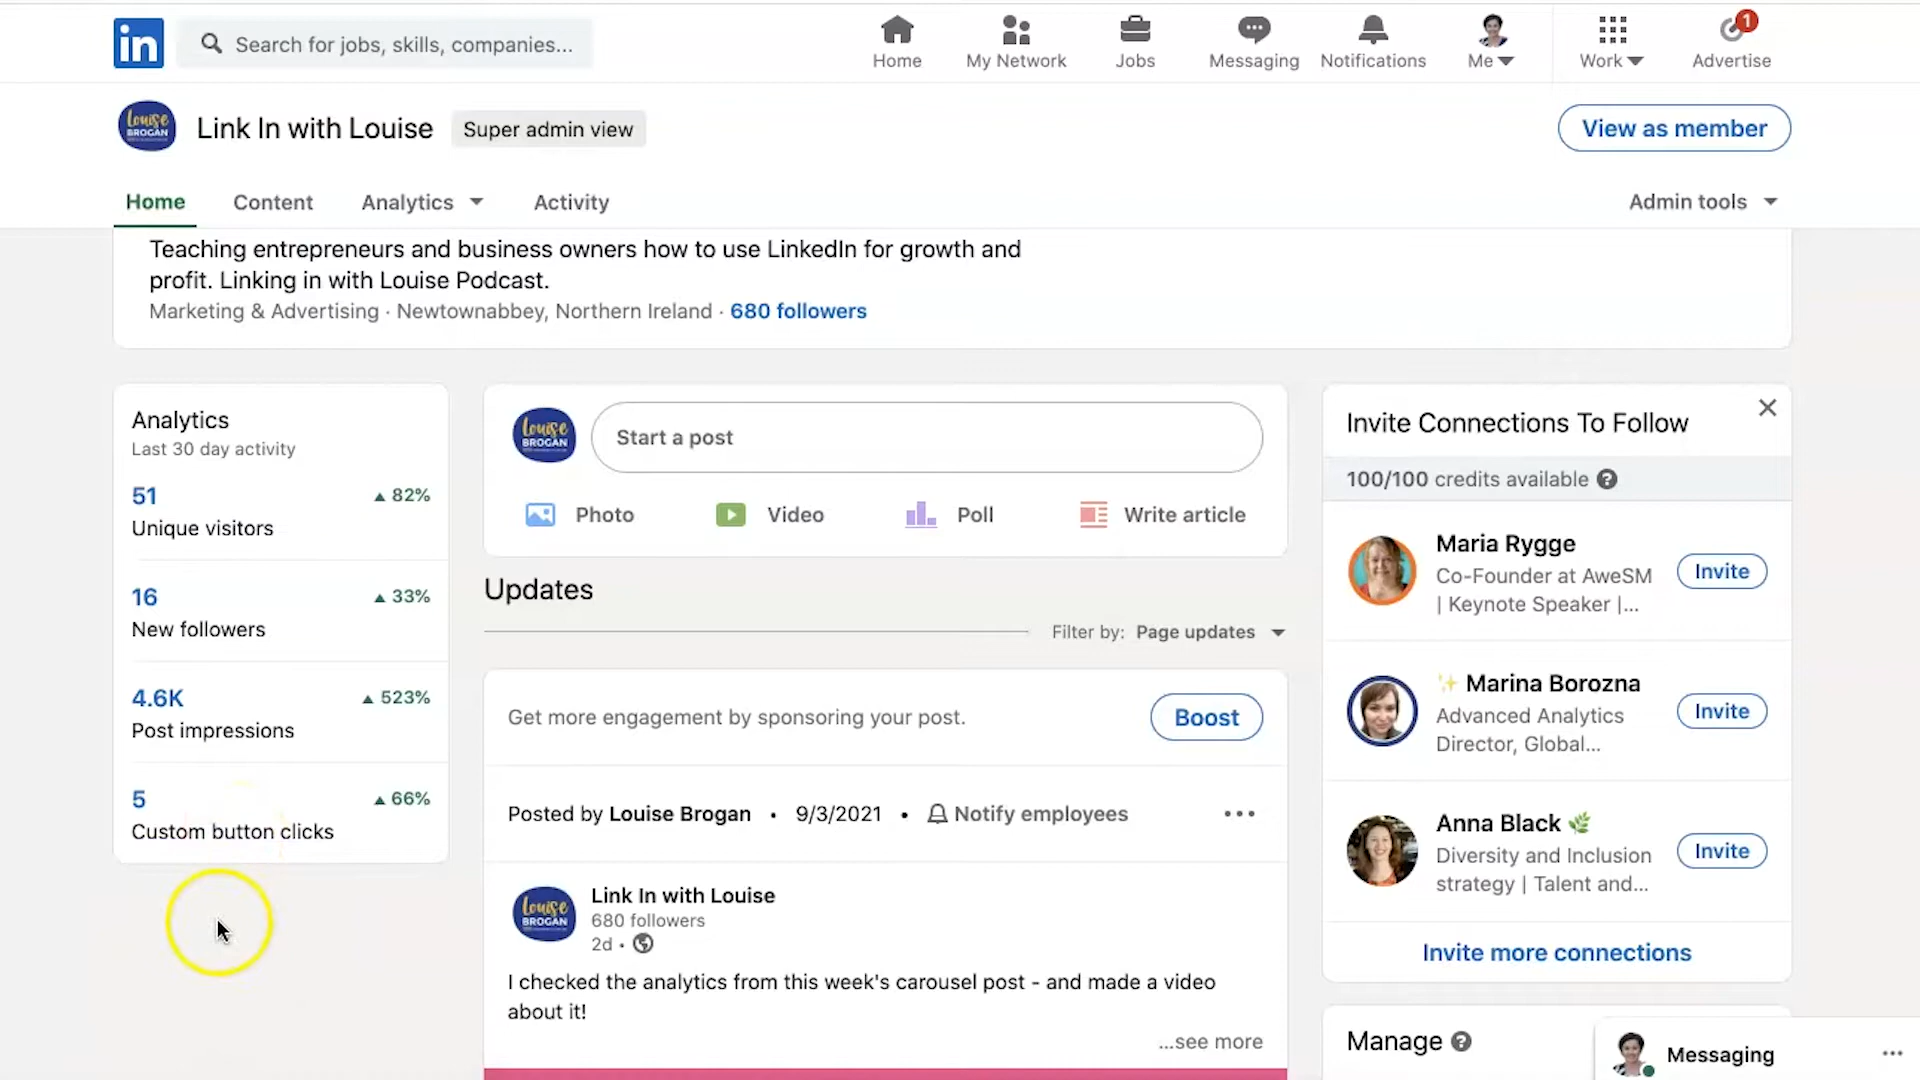 in
Search for jobs, skills, companies...
Home
My Network
Jobs
Messaging
Notifications
Me
Work
1
Advertise
Louise
BROGAN
Link In with Louise
Super admin view
View as member
Home
Content
Analytics
Activity
Admin tools
Teaching entrepreneurs and business owners how to use LinkedIn for growth and
profit. Linking in with Louise Podcast.
Marketing & Advertising · Newtownabbey, Northern Ireland · 680 followers
Analytics
Last 30 day activity
51
82%
Unique visitors
16
33%
New followers
4.6K
523%
Post impressions
5
66%
Custom button clicks
Louise
BROGAN
Start a post
Photo
Video
Poll
Write article
Updates
Filter by: Page updates
Get more engagement by sponsoring your post.
Boost
Posted by Louise Brogan • 9/3/2021 • Notify employees
Louise
BROGAN
Link In with Louise
680 followers
2d •
I checked the analytics from this week's carousel post - and made a video
about it!
...see more
Invite Connections To Follow
100/100 credits available ?
Maria Rygge
Co-Founder at AweSM
| Keynote Speaker |...
Invite
✨ Marina Borozna
Advanced Analytics
Director, Global...
Invite
Anna Black 🌿
Diversity and Inclusion
strategy | Talent and...
Invite
Invite more connections
Manage ?
Messaging